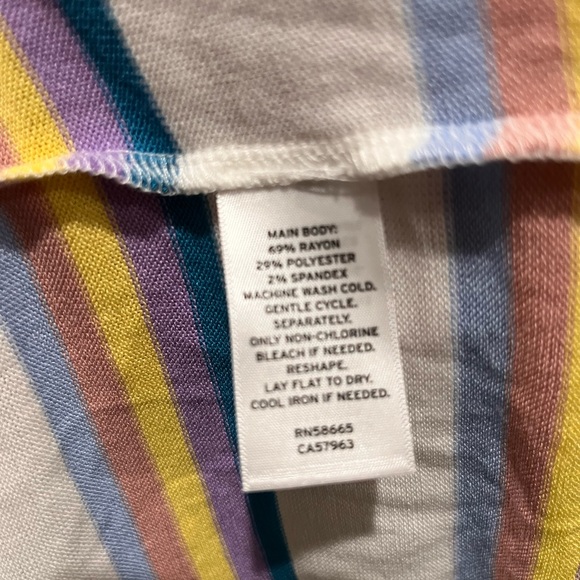 MAIN BODY:
69% RAYON
29% POLYESTER
2% SPANDEX
MACHINE WASH COLD.
GENTLE CYCLE.
SEPARATELY.
ONLY NON-CHLORINE
BLEACH IF NEEDED.
RESHAPE.
LAY FLAT TO DRY.
COOL IRON IF NEEDED.
RN58665
CA57963